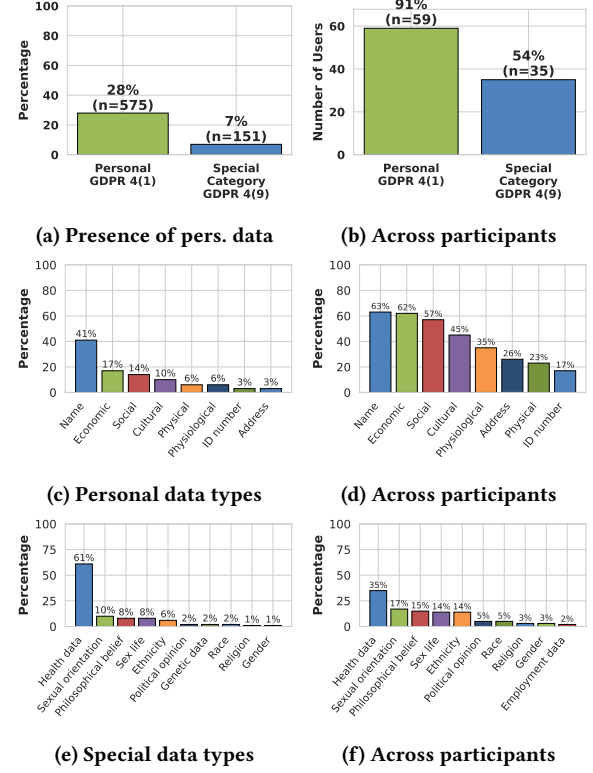 100
80
60
40
20
0
Percentage
28%
(n=575)
7%
(n=151)
Personal
GDPR 4(1)
Special
Category
GDPR 4(9)
(a) Presence of pers. data
60
40
20
0
Number of Users
91%
(n=59)
54%
(n=35)
Personal
GDPR 4(1)
Special
Category
GDPR 4(9)
(b) Across participants
100
80
60
40
20
0
Percentage
41%
17%
14%
10%
6%
6%
3%
3%
Name
Economic
Social
Cultural
Physical
Physiological
ID number
Address
(c) Personal data types
100
80
60
40
20
0
Percentage
63%
62%
57%
45%
35%
26%
23%
17%
Name
Economic
Social
Cultural
Physiological
Address
Physical
ID number
(d) Across participants
100
75
50
25
0
Percentage
61%
10%
8%
8%
6%
2%
2%
2%
1%
1%
Health data
Sexual orientation
Philosophical belief
Sex life
Ethnicity
Political opinion
Genetic data
Race
Religion
Gender
(e) Special data types
100
75
50
25
0
Percentage
35%
17%
15%
14%
14%
5%
5%
3%
3%
2%
Health data
Sexual orientation
Philosophical belief
Sex life
Ethnicity
Political opinion
Race
Religion
Gender
Employment data
(f) Across participants